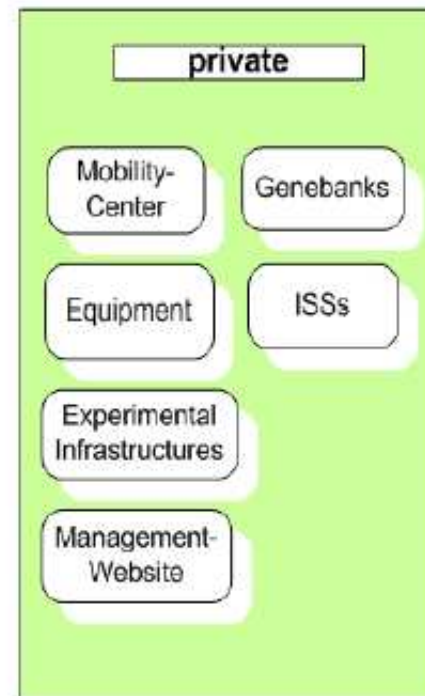 private
Mobility-
Center
Genebanks
Equipment
ISSs
Experimental
Infrastructures
Management-
Website